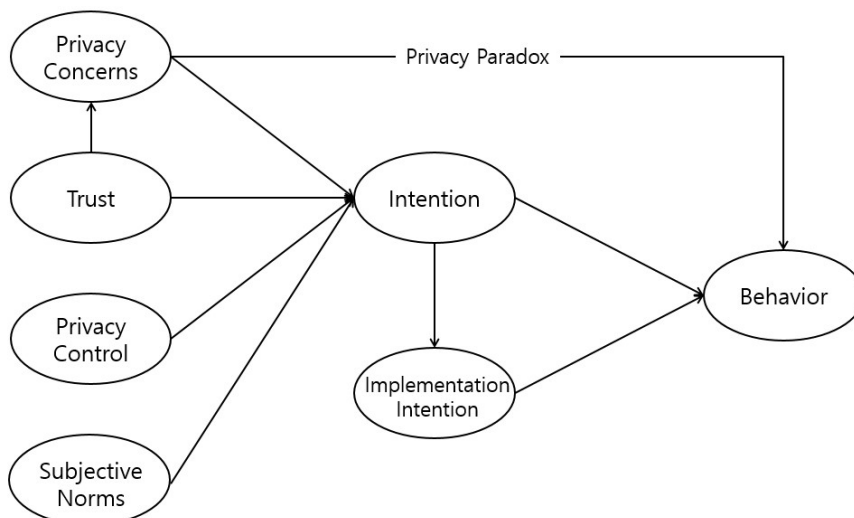 Privacy
Concerns
Privacy Paradox
Trust
Intention
Behavior
Privacy
Control
Implementation
Intention
Subjective
Norms